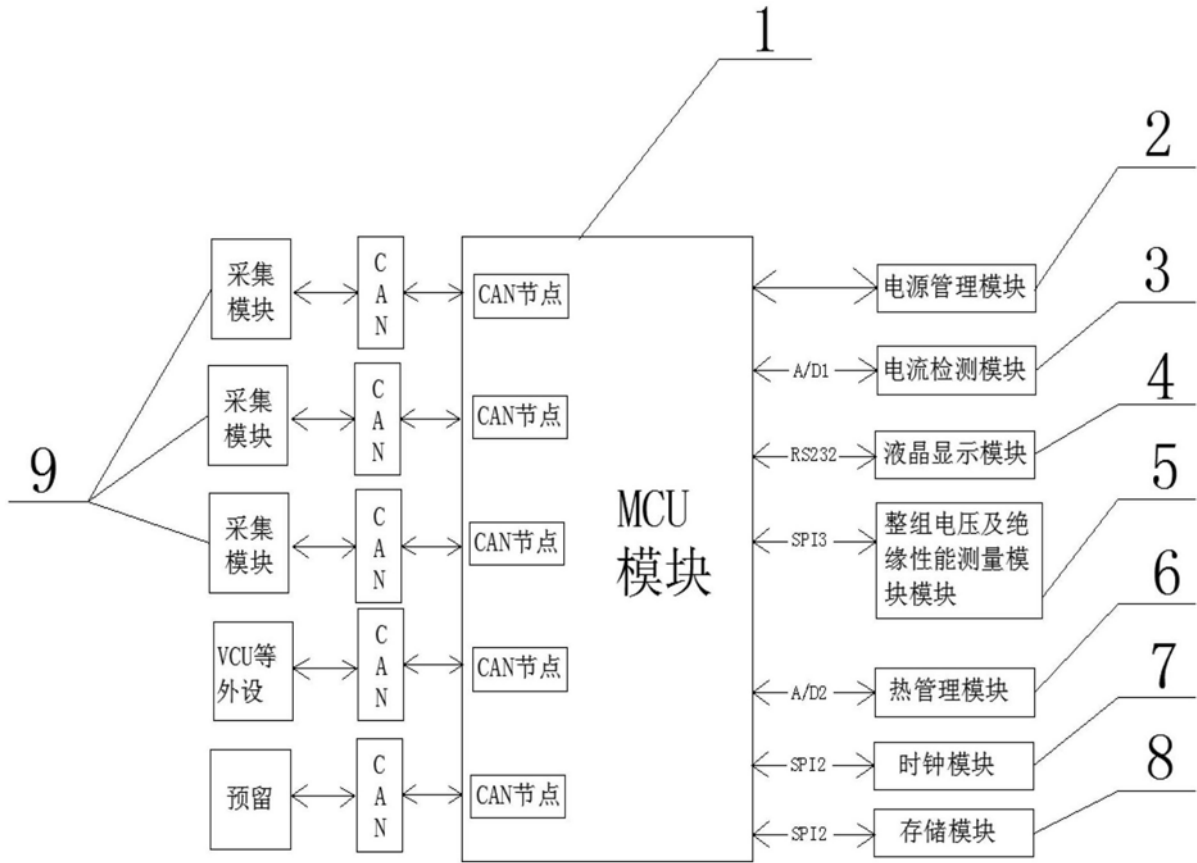 1
2
3
4
5
6
7
8
9
采集
模块
CAN
CAN节点
采集
模块
CAN
CAN节点
采集
模块
CAN
CAN节点
VCU等
外设
CAN
CAN节点
预留
CAN
CAN节点
MCU
模块
电源管理模块
A/D1
电流检测模块
RS232
液晶显示模块
SPI3
整组电压及绝
缘性能测量模
块模块
A/D2
热管理模块
SPI2
时钟模块
SPI2
存储模块